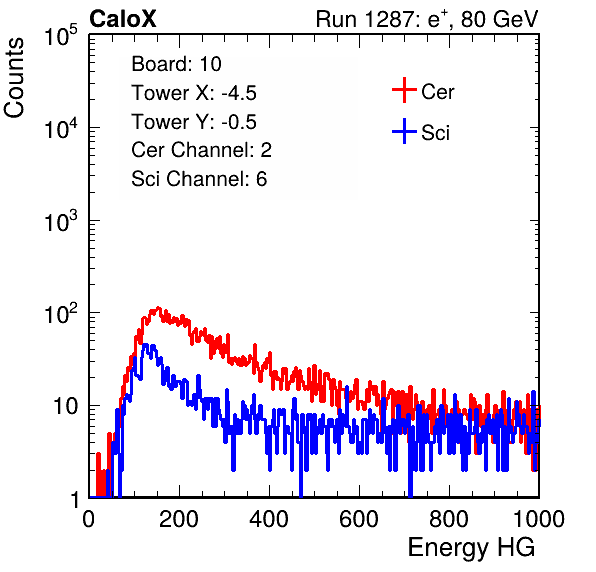 CaloX Run 1287: e⁺, 80 GeV
Counts
10⁵
10⁴
10³
10²
10
1
Board: 10
Tower X: -4.5
Tower Y: -0.5
Cer Channel: 2
Sci Channel: 6
Cer
Sci
0 200 400 600 800 1000
Energy HG